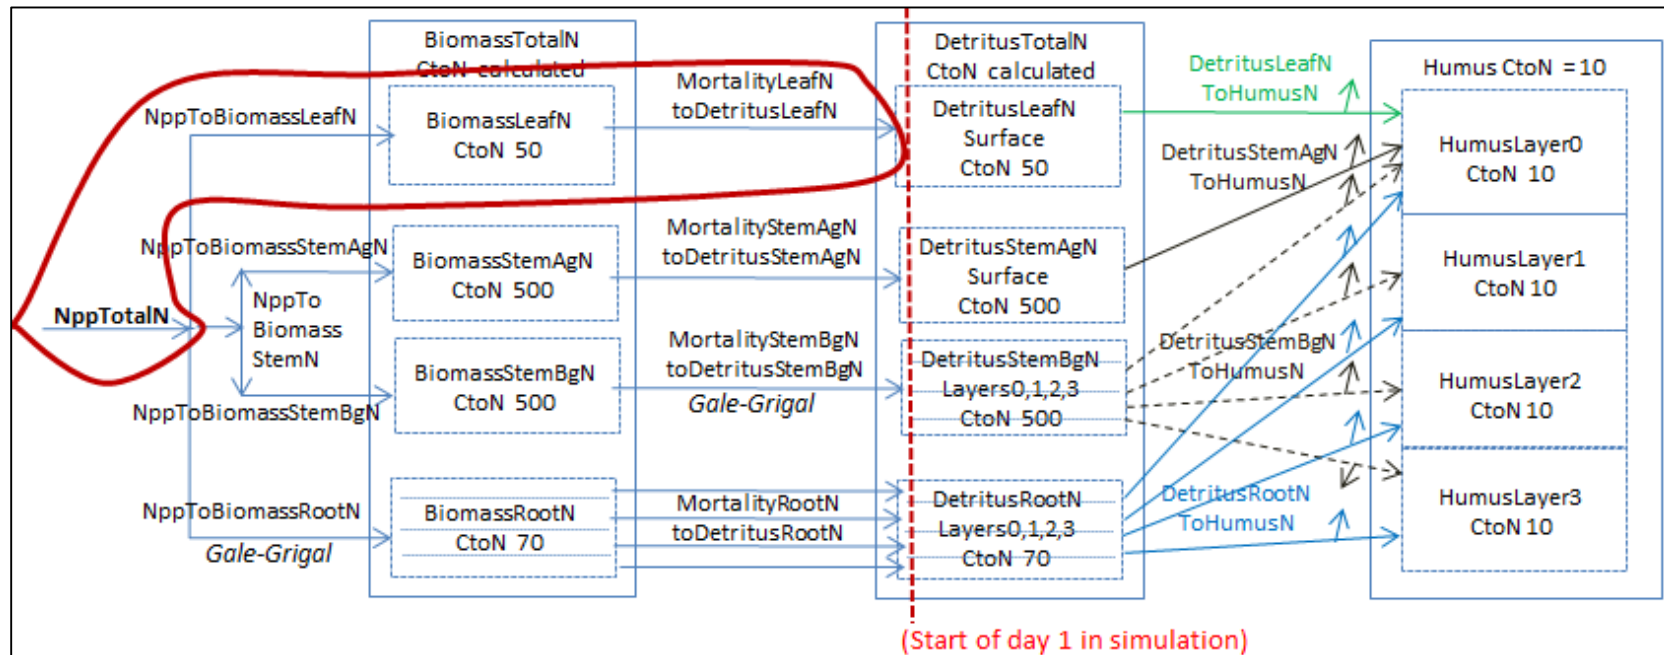 BiomassTotalN
CtoN calculated
DetritusTotalN
CtoN calculated
Humus CtoN = 10
NppToBiomassLeafN
BiomassLeafN
CtoN 50
MortalityLeafN
toDetritusLeafN
DetritusLeafN
Surface
CtoN 50
DetritusLeafN
ToHumusN
HumusLayer0
CtoN 10
NppToBiomassStemAgN
BiomassStemAgN
CtoN 500
MortalityStemAgN
toDetritusStemAgN
DetritusStemAgN
Surface
CtoN 500
DetritusStemAgN
ToHumusN
HumusLayer1
CtoN 10
NppTotalN
NppTo
Biomass
StemN
NppToBiomassStemBgN
BiomassStemBgN
CtoN 500
MortalityStemBgN
toDetritusStemBgN
Gale-Grigal
DetritusStemBgN
Layers0,1,2,3
CtoN 500
DetritusStemBgN
ToHumusN
HumusLayer2
CtoN 10
NppToBiomassRootN
Gale-Grigal
BiomassRootN
CtoN 70
MortalityRootN
toDetritusRootN
DetritusRootN
Layers0,1,2,3
CtoN 70
DetritusRootN
ToHumusN
HumusLayer3
CtoN 10
(Start of day 1 in simulation)